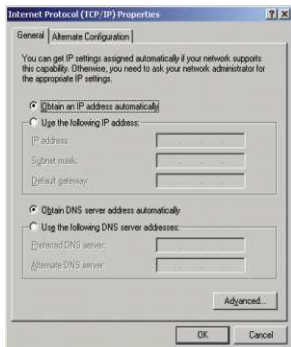 Internet Protocol (TCP/IP) Properties
General Alternate Configuration
You can get IP settings assigned automatically if your network supports
this capability. Otherwise, you need to ask your network administrator for
the appropriate IP settings.
Obtain an IP address automatically
Use the following IP address:
IP address:
Subnet mask:
Default gateway:
Obtain DNS server address automatically
Use the following DNS server addresses:
Preferred DNS server:
Alternate DNS server:
Advanced...
OK Cancel